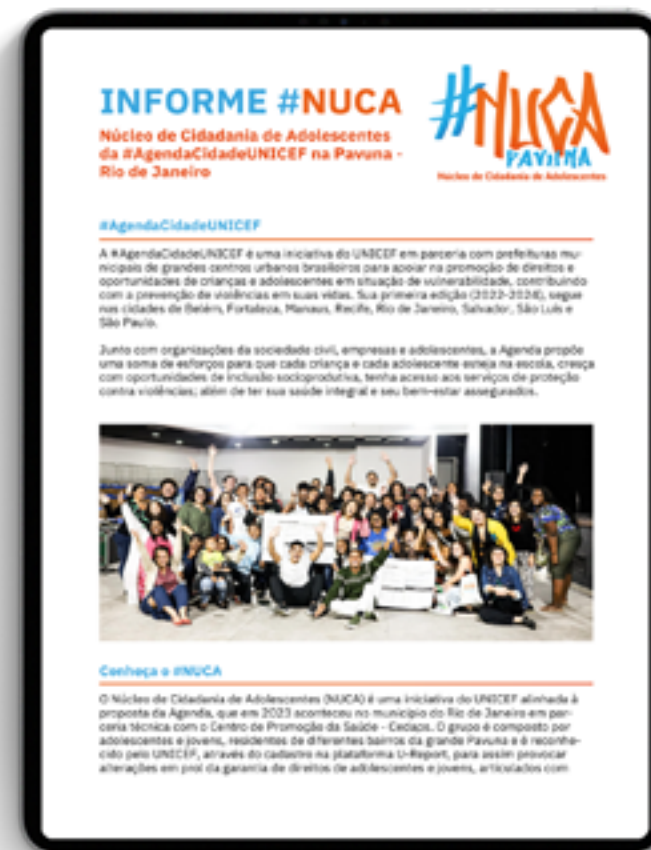 INFORME #NUCA
Núcleo de Cidadania de Adolescentes
da #AgendaCidadeUNICEF na Pavuna -
Rio de Janeiro
#NUCA
PAVUNA
Núcleo de Cidadania de Adolescentes
#AgendaCidadeUNICEF
A #AgendaCidadeUNICEF é uma iniciativa do UNICEF em parceria com prefeituras mu-
nicipais de grandes centros urbanos brasileiros para apoiar na promoção de direitos e
oportunidades de crianças e adolescentes em situação de vulnerabilidade, contribuindo
com a prevenção de violências em suas vidas. Sua primeira edição (2022-2024), segue
nas cidades de Belém, Fortaleza, Manaus, Recife, Rio de Janeiro, Salvador, São Luís e
São Paulo.
Junto com organizações da sociedade civil, empresas e adolescentes, a Agenda propõe
uma soma de esforços para que cada criança e cada adolescente esteja na escola, cresça
com oportunidades de inclusão socioprodutiva, tenha acesso aos serviços de proteção
contra violências; além de ter sua saúde integral e seu bem-estar assegurados.
Conheça o #NUCA
O Núcleo de Cidadania de Adolescentes (NUCA) é uma iniciativa do UNICEF alinhada à
proposta da Agenda, que em 2023 aconteceu no município do Rio de Janeiro em par-
ceria técnica com o Centro de Promoção da Saúde - Cedaps. O grupo é composto por
adolescentes e jovens, residentes de diferentes bairros da grande Pavuna e é reconhe-
cido pelo UNICEF, através do cadastro na plataforma U-Report, para assim provocar
alterações em prol da garantia de direitos de adolescentes e jovens, articulados com